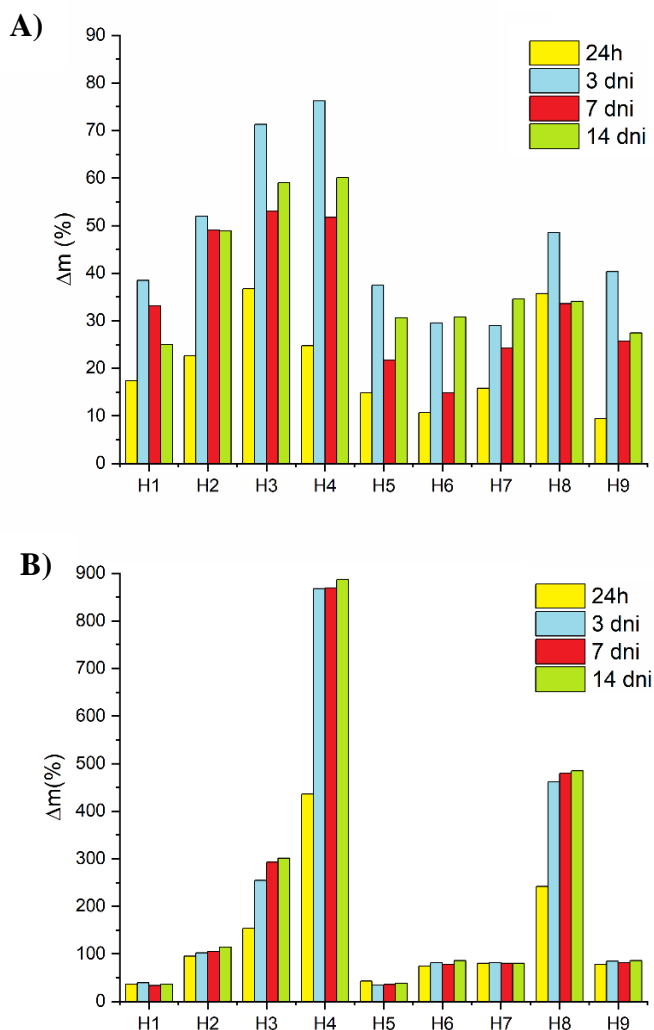 A)
90
80
70
60
50
40
30
20
10
0
Δm (%)
24h
3 dni
7 dni
14 dni
H1 H2 H3 H4 H5 H6 H7 H8 H9
B)
900
800
700
600
500
400
300
200
100
0
Δm(%)
24h
3 dni
7 dni
14 dni
H1 H2 H3 H4 H5 H6 H7 H8 H9